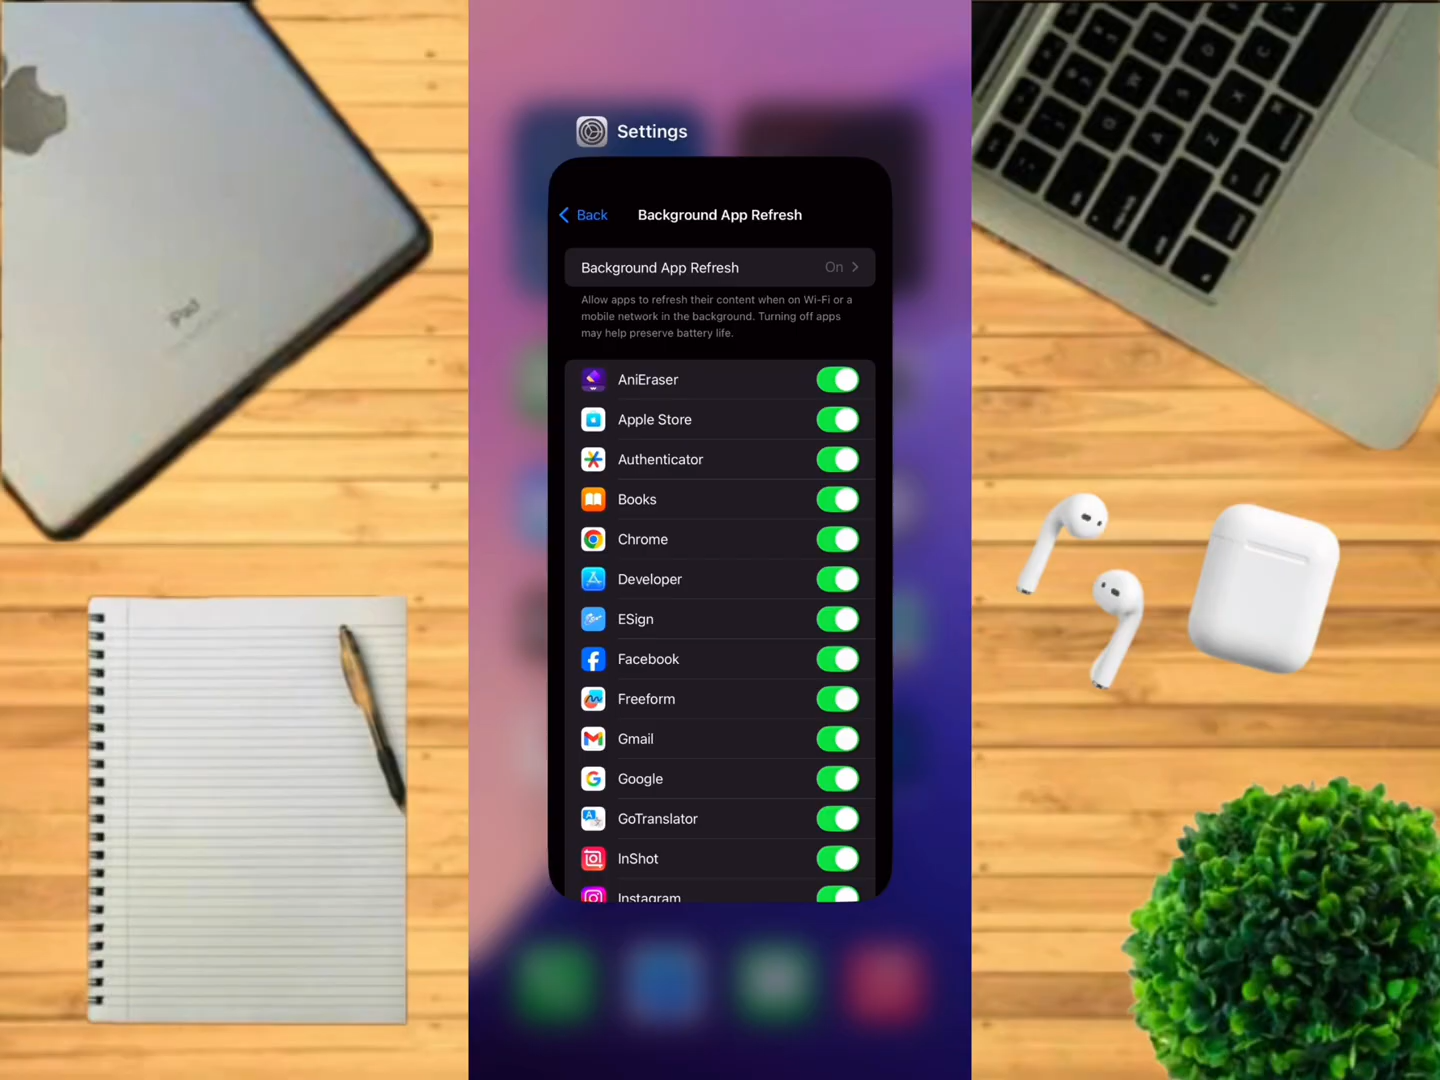 iPad
Settings
Back
Background App Refresh
Background App Refresh On
Allow apps to refresh their content when on Wi-Fi or a
mobile network in the background. Turning off apps
may help preserve battery life.
AniEraser
Apple Store
Authenticator
Books
Chrome
Developer
ESign
Facebook
Freeform
Gmail
Google
GoTranslator
InShot
Instagram